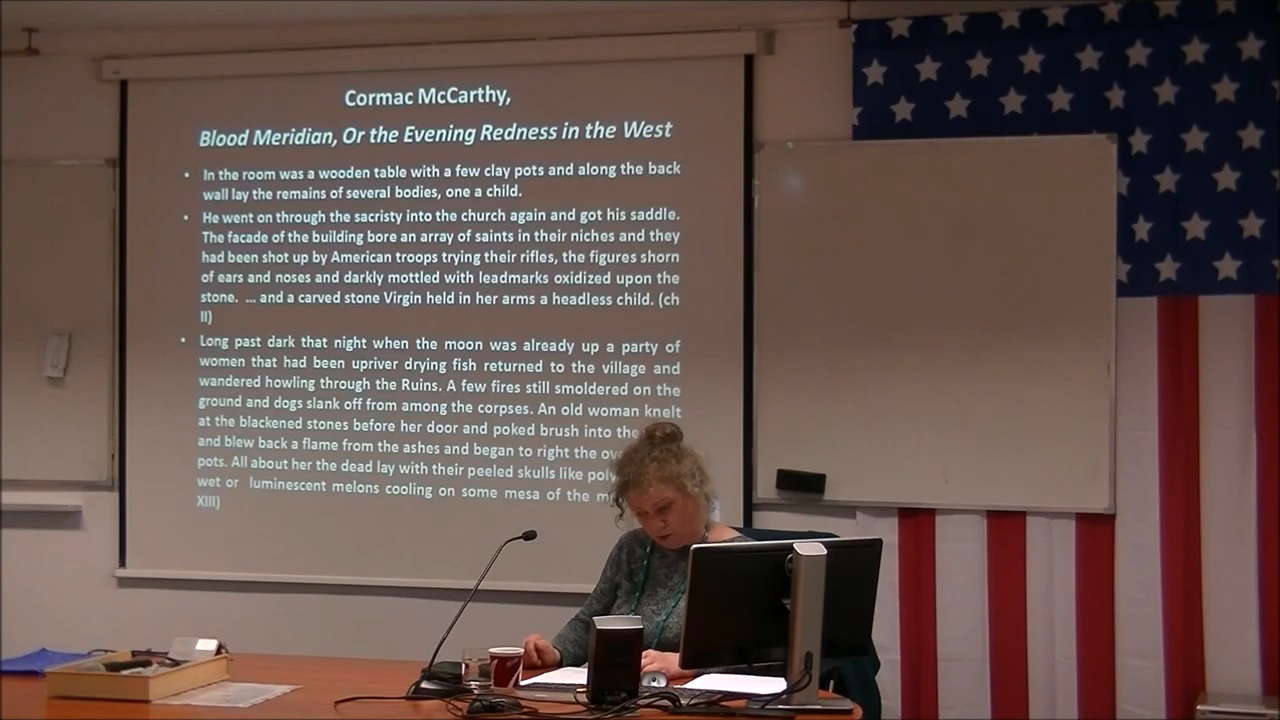 Cormac McCarthy,
Blood Meridian, Or the Evening Redness in the West
• In the room was a wooden table with a few clay pots and along the back
wall lay the remains of several bodies, one a child.
• He went on through the sacristy into the church again and got his saddle.
The facade of the building bore an array of saints in their niches and they
had been shot up by American troops trying their rifles, the figures shorn
of ears and noses and darkly mottled with leadmarks oxidized upon the
stone. ... and a carved stone Virgin held in her arms a headless child. (ch
II)
• Long past dark that night when the moon was already up a party of
women that had been upriver drying fish returned to the village and
wandered howling through the Ruins. A few fires still smoldered on the
ground and dogs slank off from among the corpses. An old woman knelt
at the blackened stones before her door and poked brush into the
and blew back a flame from the ashes and began to right the
pots. All about her the dead lay with their peeled skulls like
wet or luminescent melons cooling on some mesa of the
XIII)